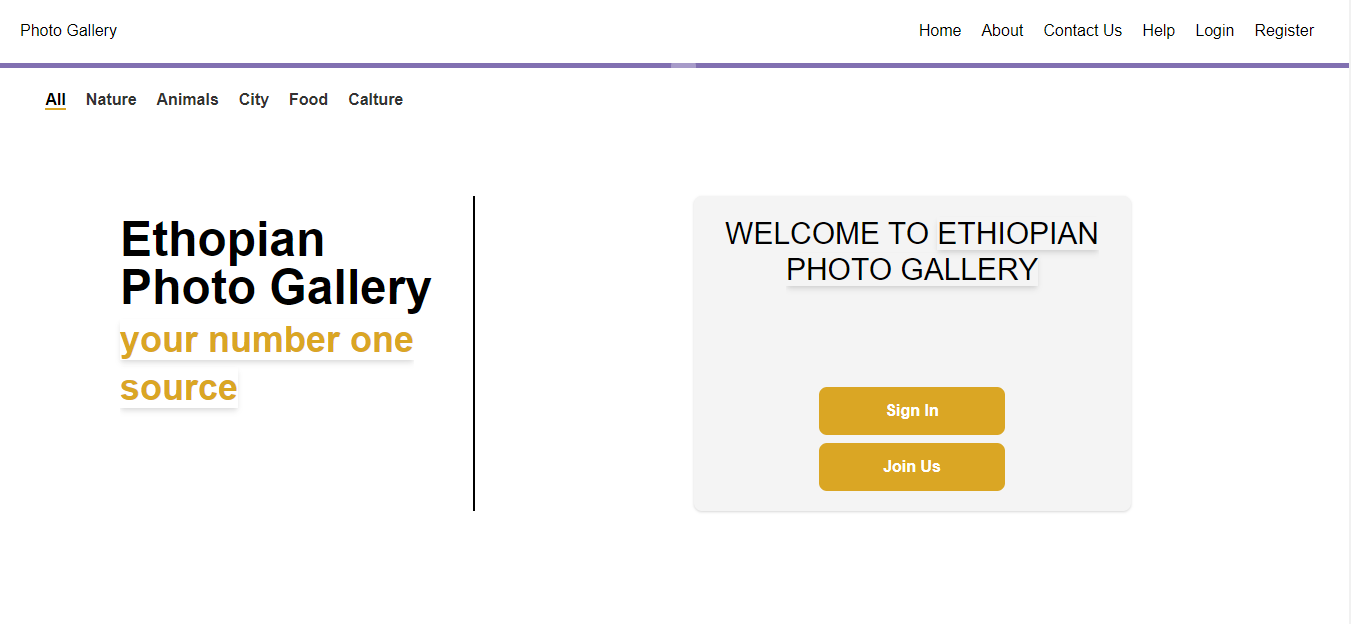 Photo Gallery
Home About Contact Us Help Login Register
All Nature Animals City Food Calture
Ethopian
Photo Gallery
your number one
source
WELCOME TO ETHIOPIAN
PHOTO GALLERY
Sign In
Join Us